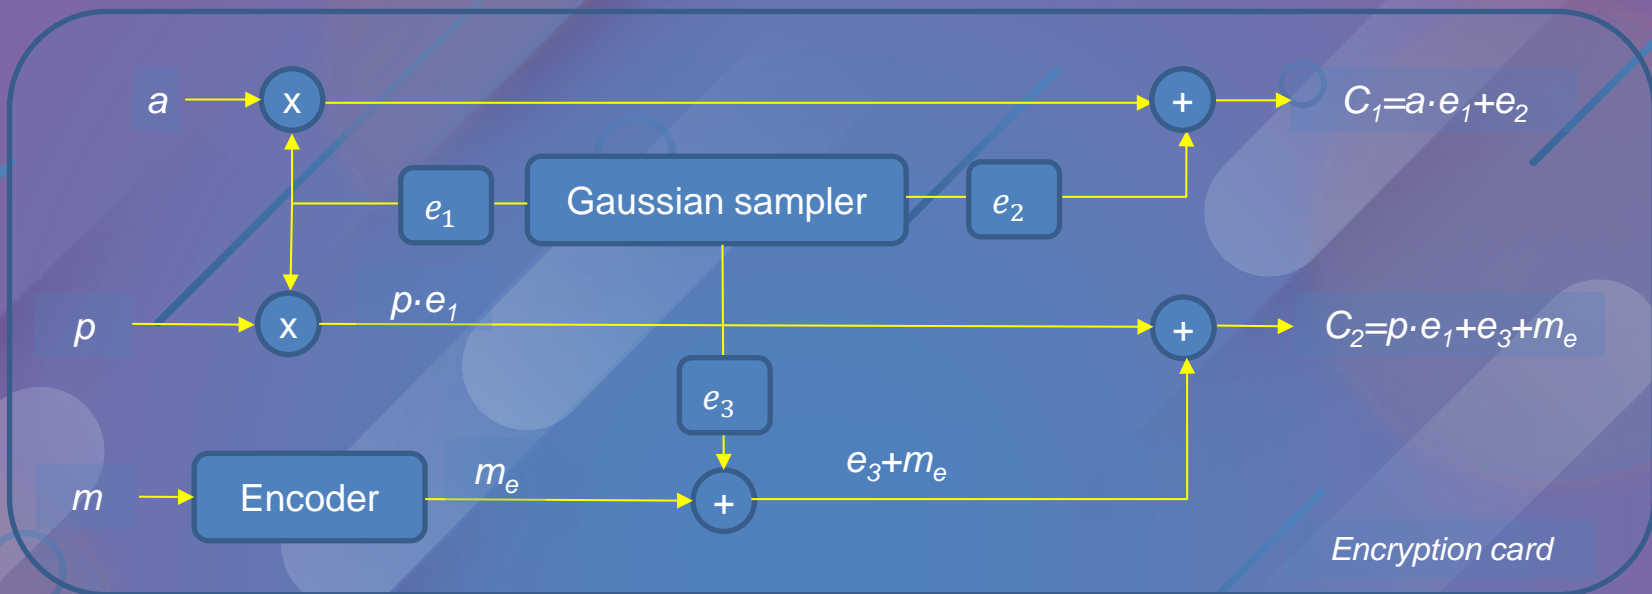 a
x
+
C₁=a·e₁+e₂
e₁
Gaussian sampler
e₂
p
x
p·e₁
+
C₂=p·e₁+e₃+mₑ
e₃
m
Encoder
mₑ
+
e₃+mₑ
Encryption card